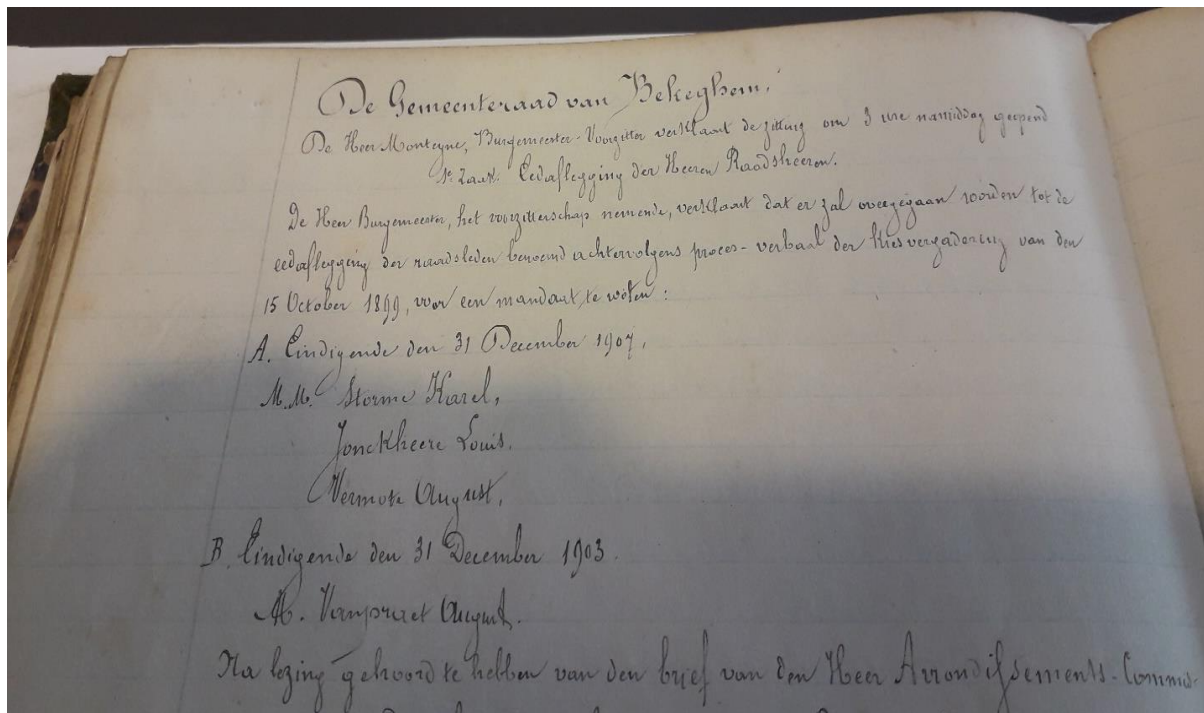 De Gemeenteraad van Bekeghem,
De Heer Monteyne, Burgemeester-Voorzitter verklaart de zitting om 3 ure namiddag geopend
1e Zaak. Eedaflegging der Heeren Raadsheeren.
De Heer Burgemeester, het voorzitterschap nemende, verklaart dat er zal overgegaan worden tot de
eedaflegging der raadsleden benoemd achtervolgens proces-verbaal der kiesvergadering van den
15 October 1899, voor een mandaat, te weten:
A. Eindigende den 31 December 1907,
M.M. Storme Karel,
Jonckheere Louis.
Vermote August,
B. Eindigende den 31 December 1903.
M. Vanpraet August.
Na lezing gehoord te hebben van den brief van den Heer Arrondissements-Commis-